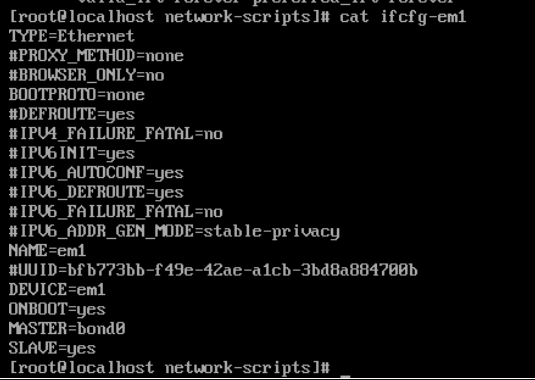 [root@localhost network-scripts]# cat ifcfg-em1
TYPE=Ethernet
#PROXY_METHOD=none
#BROWSER_ONLY=no
BOOTPROTO=none
#DEFROUTE=yes
#IPV4_FAILURE_FATAL=no
#IPV6INIT=yes
#IPV6_AUTOCONF=yes
#IPV6_DEFROUTE=yes
#IPV6_FAILURE_FATAL=no
#IPV6_ADDR_GEN_MODE=stable-privacy
NAME=em1
#UUID=bfb773bb-f49e-42ae-a1cb-3bd8a884700b
DEVICE=em1
ONBOOT=yes
MASTER=bond0
SLAVE=yes
[root@localhost network-scripts]# _